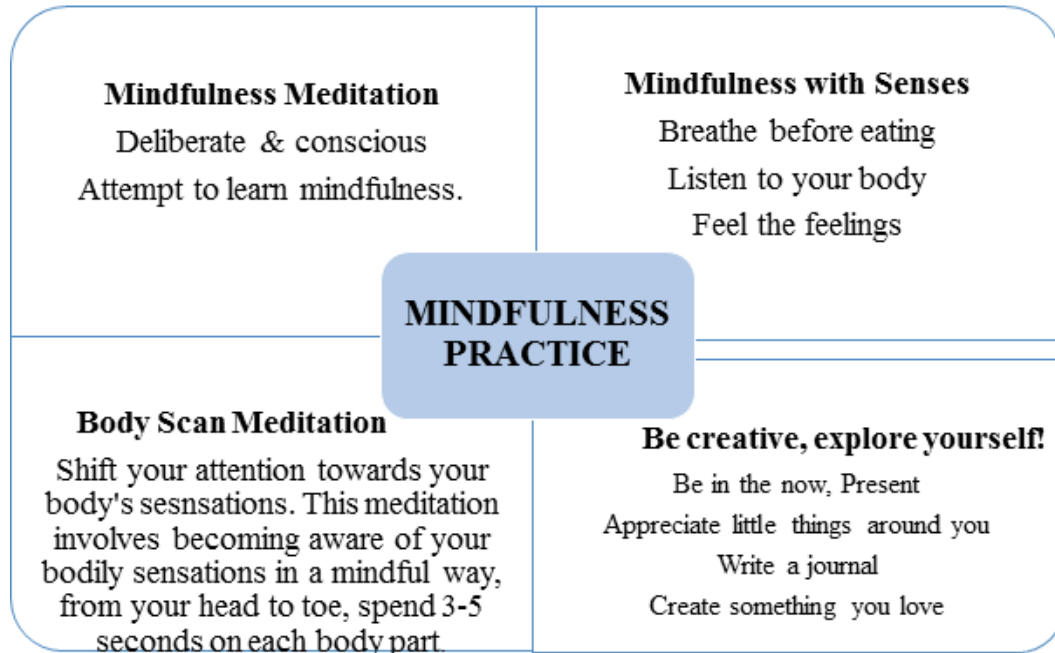 Mindfulness Meditation
Deliberate & conscious
Attempt to learn mindfulness.
Mindfulness with Senses
Breathe before eating
Listen to your body
Feel the feelings
MINDFULNESS
PRACTICE
Body Scan Meditation
Shift your attention towards your
body's sesnsations. This meditation
involves becoming aware of your
bodily sensations in a mindful way,
from your head to toe, spend 3-5
seconds on each body part.
Be creative, explore yourself!
Be in the now, Present
Appreciate little things around you
Write a journal
Create something you love